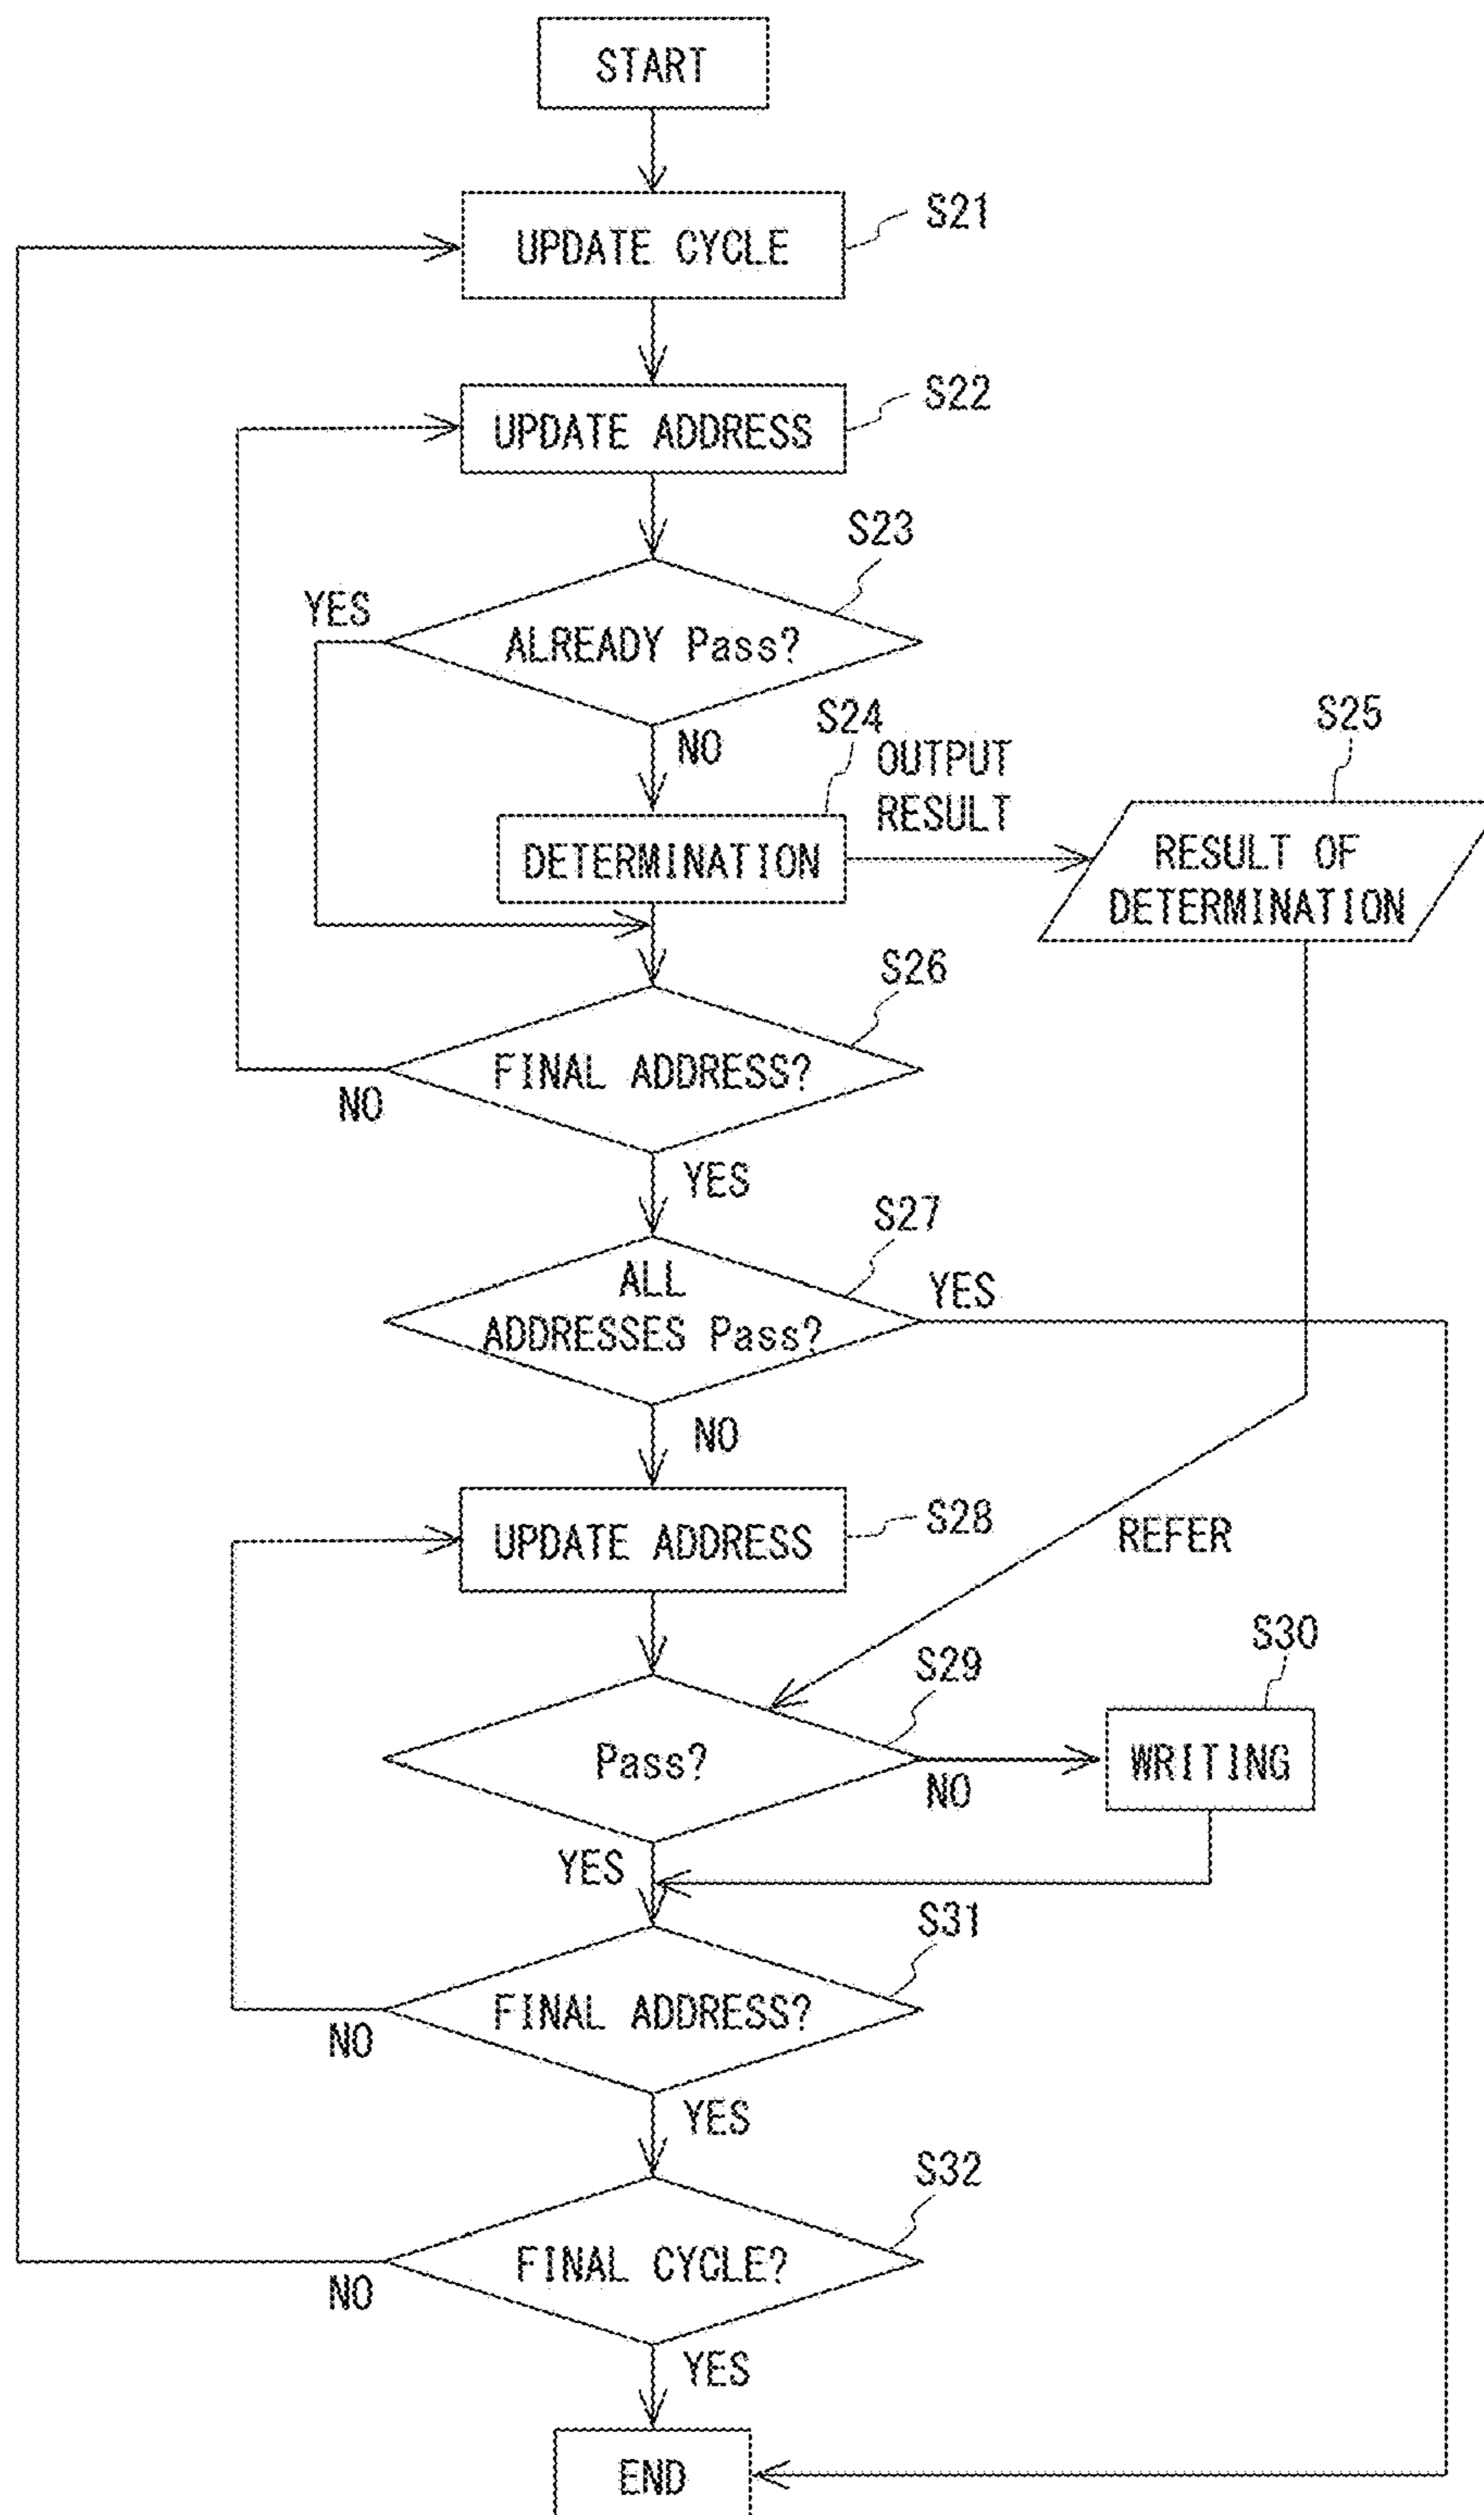 START
S21
UPDATE CYCLE
S22
UPDATE ADDRESS
S23
YES
ALREADY Pass?
NO
S24
OUTPUT
RESULT
S25
DETERMINATION
RESULT OF
DETERMINATION
S26
FINAL ADDRESS?
NO
YES
S27
ALL
ADDRESSES Pass?
YES
NO
S28
UPDATE ADDRESS
REFER
S29
S30
Pass?
NO
WRITING
YES
S31
FINAL ADDRESS?
NO
YES
S32
FINAL CYCLE?
NO
YES
END